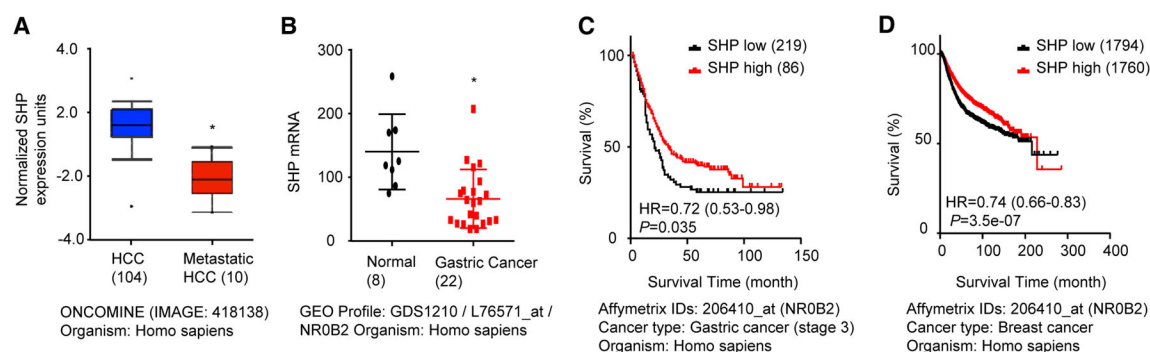 A
Normalized SHP
expression units
2.0
-2.0
-4.0
*
HCC
(104)
Metastatic
HCC (10)
ONCOMINE (IMAGE: 418138)
Organism: Homo sapiens
B
SHP mRNA
300
200
100
0
*
Normal
(8)
Gastric Cancer
(22)
GEO Profile: GDS1210 / L76571_at /
NR0B2 Organism: Homo sapiens
C
Survival (%)
100
50
0
SHP low (219)
SHP high (86)
HR=0.72 (0.53-0.98)
P=0.035
0 50 100 150
Survival Time (month)
Affymetrix IDs: 206410_at (NR0B2)
Cancer type: Gastric cancer (stage 3)
Organism: Homo sapiens
D
Survival (%)
100
50
0
SHP low (1794)
SHP high (1760)
HR=0.74 (0.66-0.83)
P=3.5e-07
0 100 200 300 400
Survival Time (month)
Affymetrix IDs: 206410_at (NR0B2)
Cancer type: Breast cancer
Organism: Homo sapiens